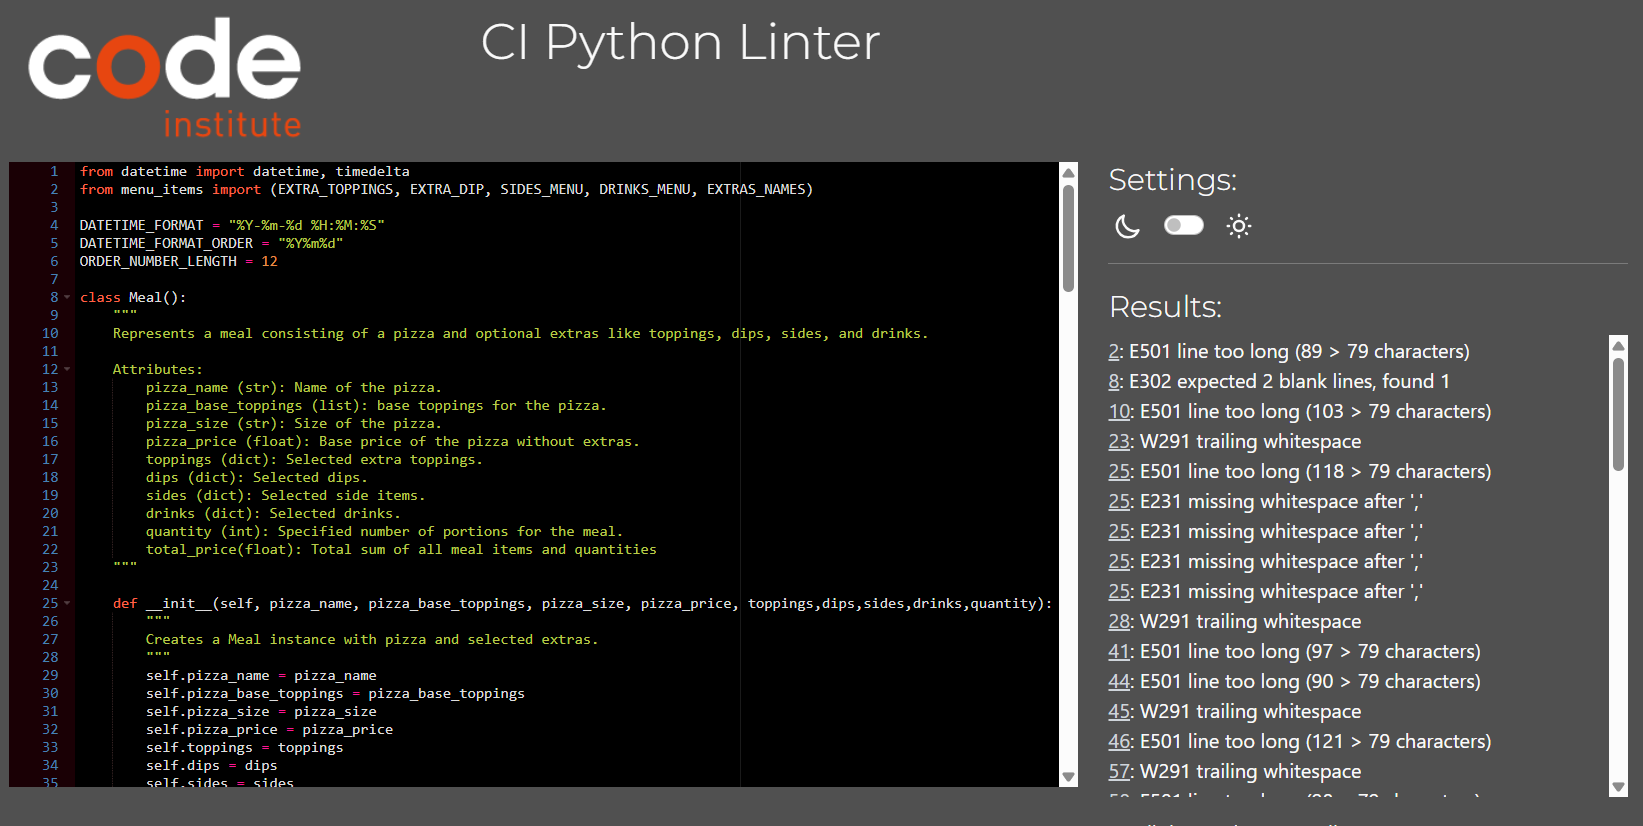 code
institute
CI Python Linter
1 from datetime import datetime, timedelta
2 from menu_items import (EXTRA_TOPPINGS, EXTRA_DIP, SIDES_MENU, DRINKS_MENU, EXTRAS_NAMES)
3
4 DATETIME_FORMAT = "%Y-%m-%d %H:%M:%S"
5 DATETIME_FORMAT_ORDER = "%Y%m%d"
6 ORDER_NUMBER_LENGTH = 12
7
8 class Meal():
9 """
10 Represents a meal consisting of a pizza and optional extras like toppings, dips, sides, and drinks.
11
12 Attributes:
13 pizza_name (str): Name of the pizza.
14 pizza_base_toppings (list): base toppings for the pizza.
15 pizza_size (str): Size of the pizza.
16 pizza_price (float): Base price of the pizza without extras.
17 toppings (dict): Selected extra toppings.
18 dips (dict): Selected dips.
19 sides (dict): Selected side items.
20 drinks (dict): Selected drinks.
21 quantity (int): Specified number of portions for the meal.
22 total_price(float): Total sum of all meal items and quantities
23 """
24
25 def __init__(self, pizza_name, pizza_base_toppings, pizza_size, pizza_price, toppings,dips,sides,drinks,quantity):
26 """
27 Creates a Meal instance with pizza and selected extras.
28 """
29 self.pizza_name = pizza_name
30 self.pizza_base_toppings = pizza_base_toppings
31 self.pizza_size = pizza_size
32 self.pizza_price = pizza_price
33 self.toppings = toppings
34 self.dips = dips
35 self.sides = sides
Settings:
Results:
2: E501 line too long (89 > 79 characters)
8: E302 expected 2 blank lines, found 1
10: E501 line too long (103 > 79 characters)
23: W291 trailing whitespace
25: E501 line too long (118 > 79 characters)
25: E231 missing whitespace after ','
25: E231 missing whitespace after ','
25: E231 missing whitespace after ','
25: E231 missing whitespace after ','
28: W291 trailing whitespace
41: E501 line too long (97 > 79 characters)
44: E501 line too long (90 > 79 characters)
45: W291 trailing whitespace
46: E501 line too long (121 > 79 characters)
57: W291 trailing whitespace